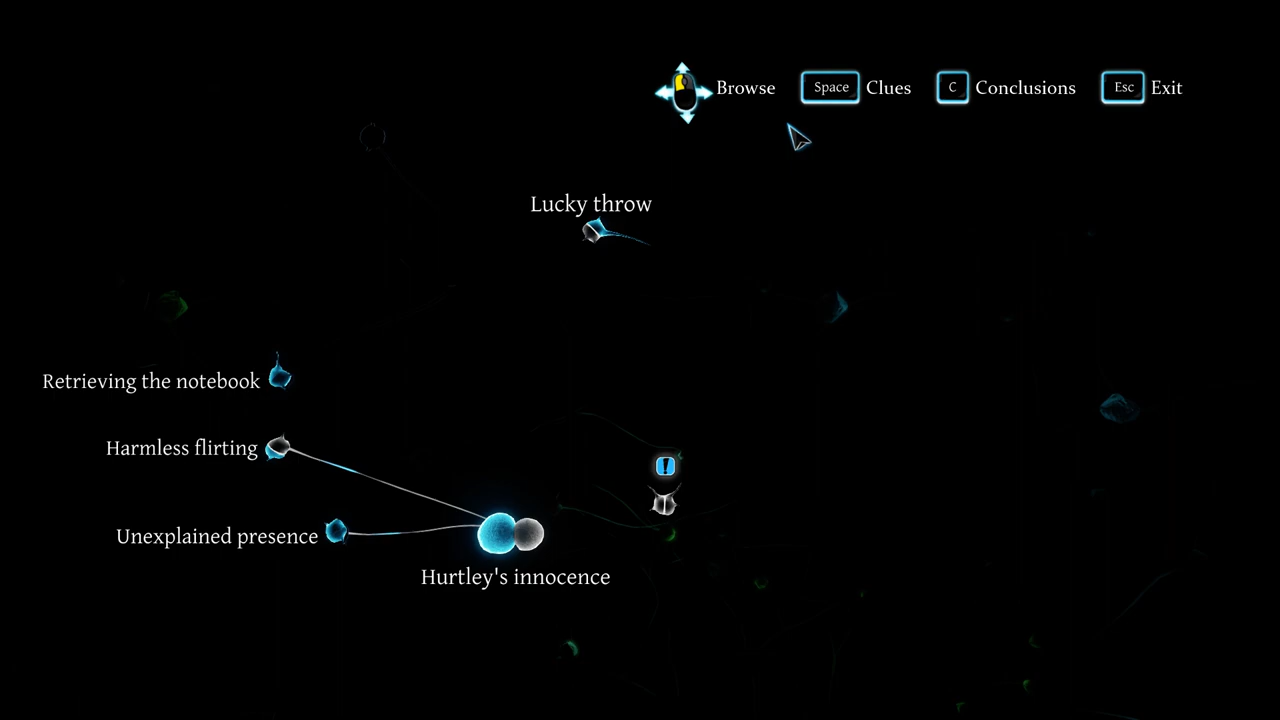 Browse
Space
Clues
C
Conclusions
Esc
Exit
Lucky throw
Retrieving the notebook
Harmless flirting
!
Unexplained presence
Hurtley's innocence